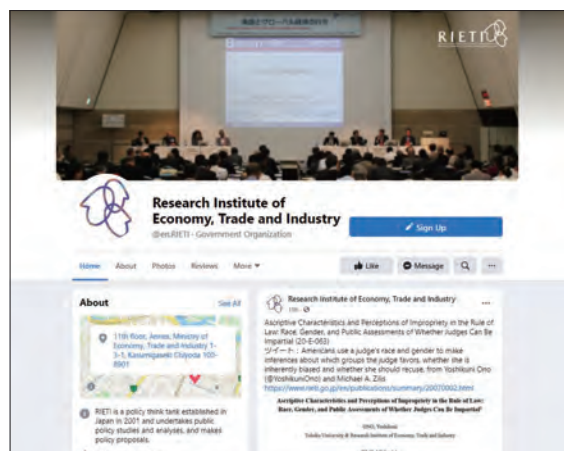 RIETI
Research Institute of
Economy, Trade and Industry
@en.RIETI · Government Organization
Sign Up
Home
About
Photos
Reviews
More
Like
Message
About
See All
11th floor, Annex, Ministry of
Economy, Trade and Industry 1-
3-1, Kasumigaseki Chiyoda 100-
8901
RIETI is a policy think tank established in
Japan in 2001 and undertakes public
policy studies and analyses, and makes
policy proposals.
Research Institute of Economy, Trade and Industry
Ascriptive Characteristics and Perceptions of Impropriety in the Rule of
Law: Race, Gender, and Public Assessments of Whether Judges Can Be
Impartial (20-E-063)
ツイート：Americans use a judge's race and gender to make
inferences about which groups the judge favors, whether she is
inherently biased and whether she should recuse, from Yoshikuni Ono
(@YoshikuniOno) and Michael A. Zilis
https://www.rieti.go.jp/en/publications/summary/20070002.html
Ascriptive Characteristics and Perceptions of Impropriety in the Rule of Law:
Race, Gender, and Public Assessments of Whether Judges Can Be Impartial
ONO, Yoshikuni
Tohoku University & Research Institute of Economy, Trade and Industry